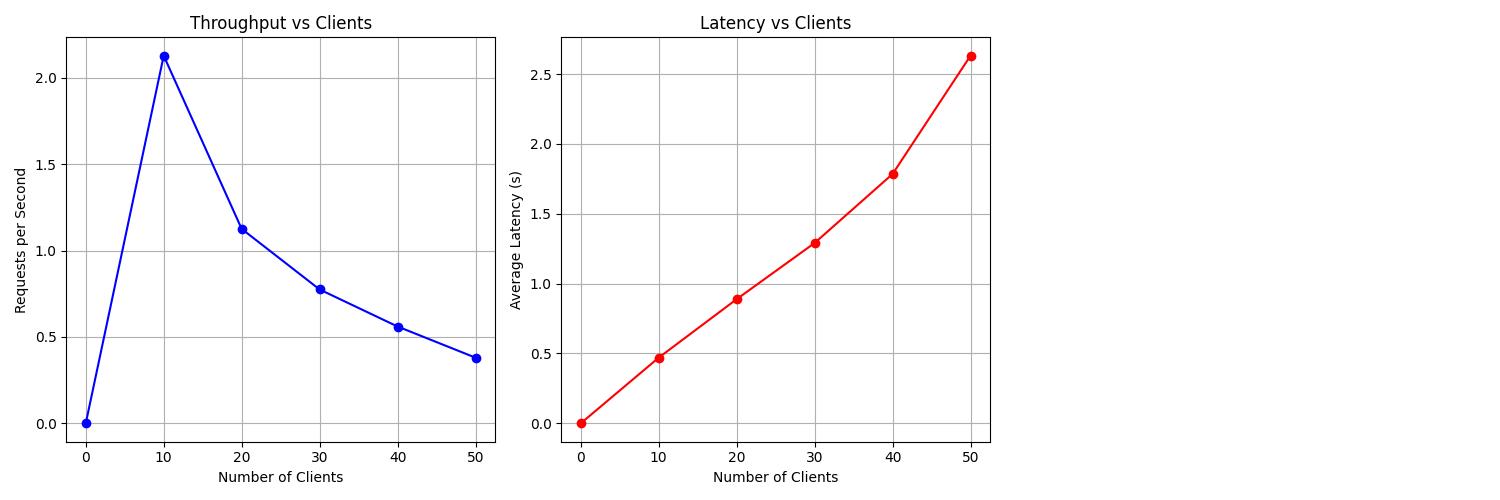 Throughput vs Clients
Requests per Second
2.0
1.5
1.0
0.5
0.0
0 10 20 30 40 50
Number of Clients
Latency vs Clients
Average Latency (s)
2.5
2.0
1.5
1.0
0.5
0.0
0 10 20 30 40 50
Number of Clients